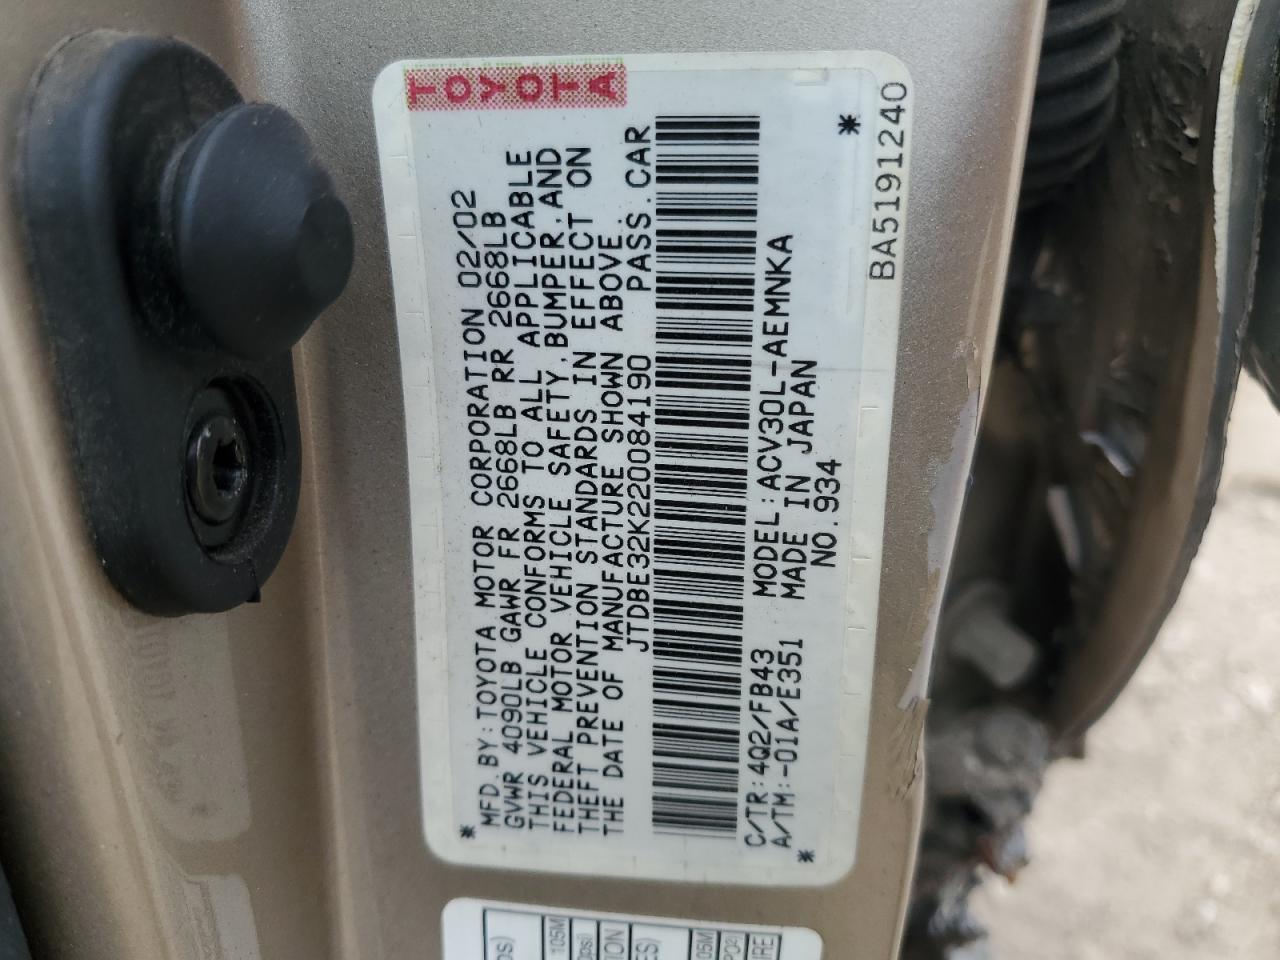 TOYOTA
MFD.BY:TOYOTA MOTOR CORPORATION 02/02
GVWR 4090LB GAWR FR 2668LB RR 2668LB
THIS VEHICLE CONFORMS TO ALL APPLICABLE
FEDERAL MOTOR VEHICLE SAFETY,BUMPER,AND
THEFT PREVENTION STANDARDS IN EFFECT ON
THE DATE OF MANUFACTURE SHOWN ABOVE.
JTDBE32K220084190 PASS.CAR
C/TR:4Q2/FB43 MODEL:ACV30L-AEMNKA
A/TM:-01A/E351 MADE IN JAPAN
NO.934
BA5191240
105M